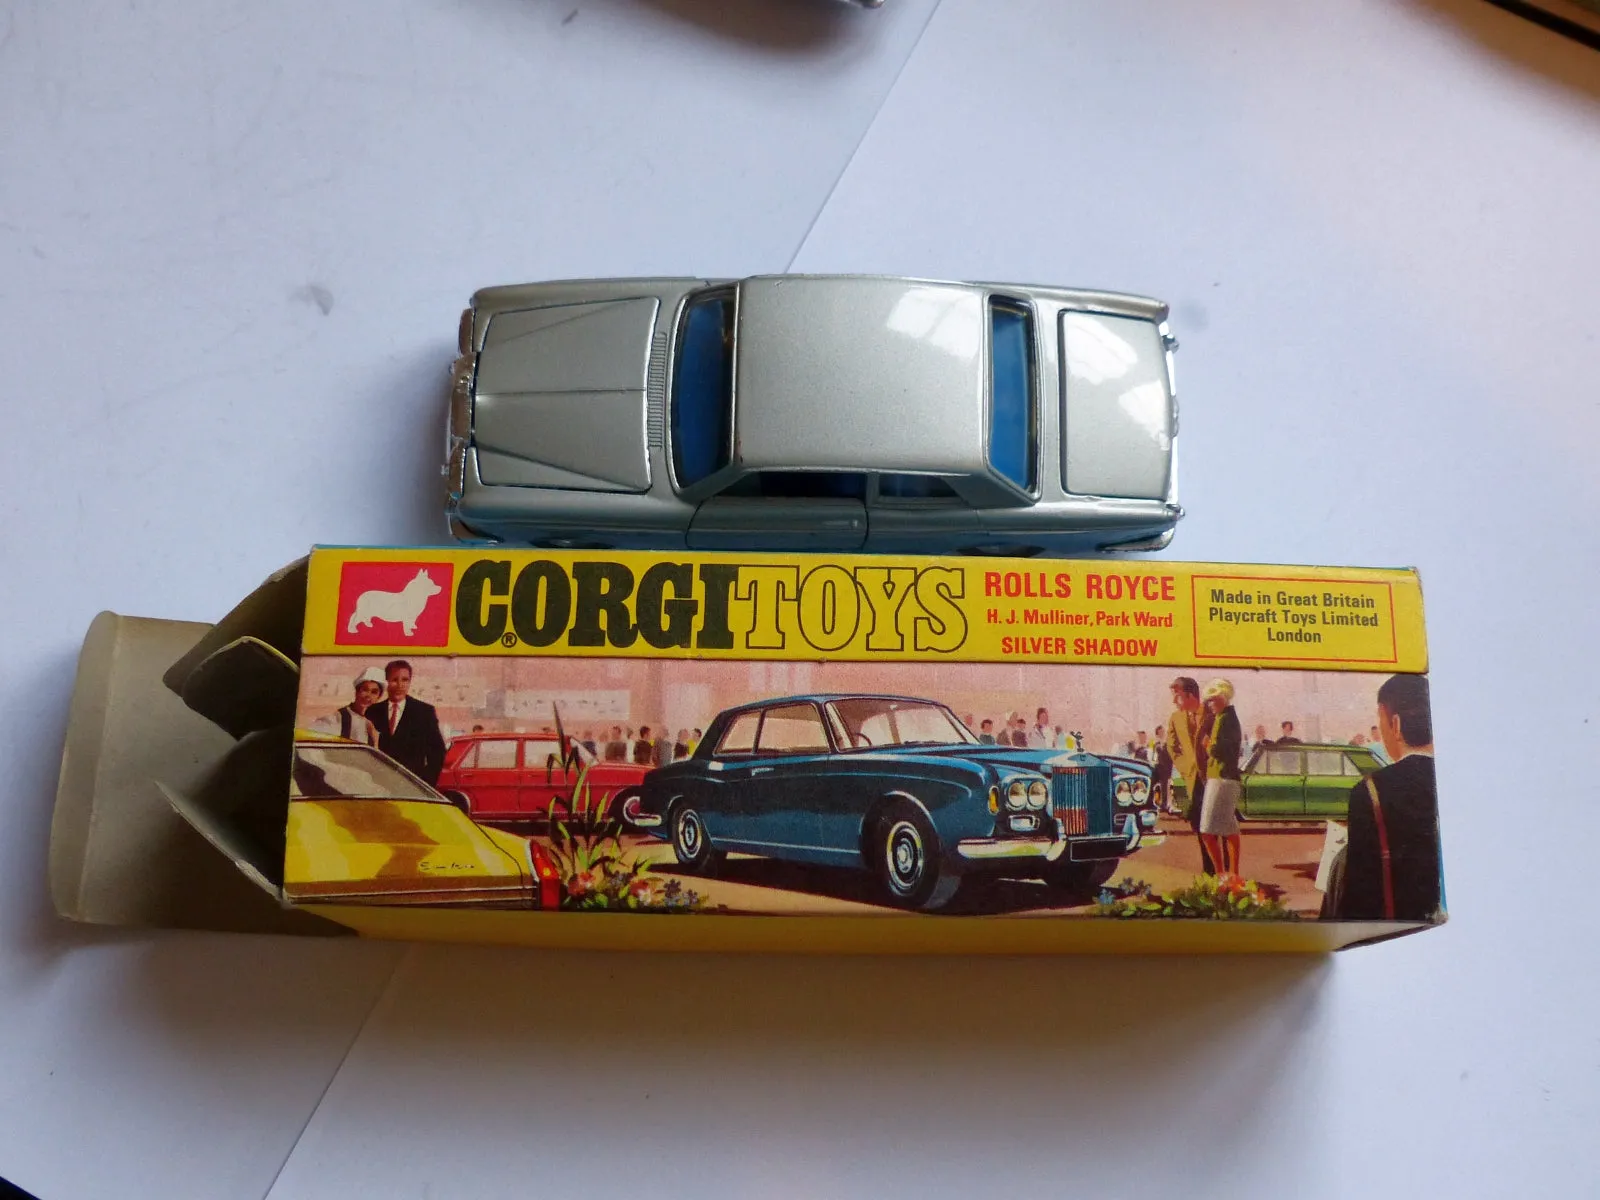 CORGI TOYS
®
ROLLS ROYCE
H. J. Mulliner, Park Ward
SILVER SHADOW
Made in Great Britain
Playcraft Toys Limited
London